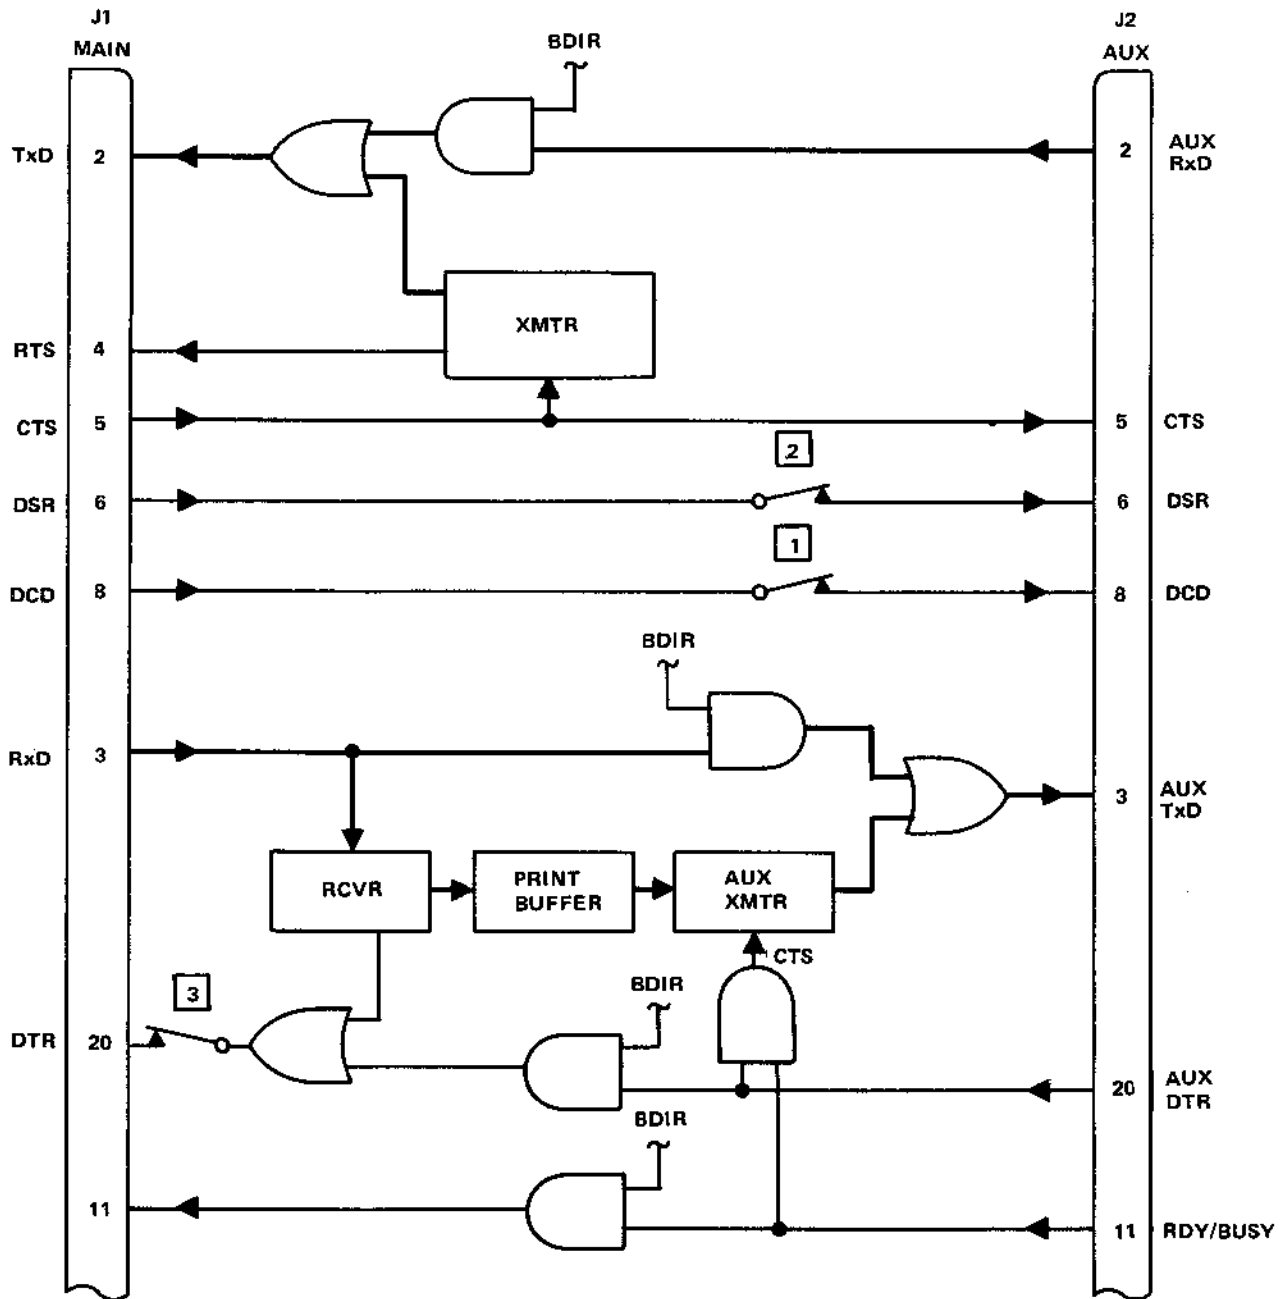 J1
MAIN
J2
AUX
BDIR
TxD
2
2
AUX
RxD
XMTR
RTS
4
CTS
5
5
CTS
2
DSR
6
6
DSR
1
DCD
8
8
DCD
BDIR
RxD
3
3
AUX
TxD
RCVR
PRINT
BUFFER
AUX
XMTR
CTS
3
BDIR
DTR
20
20
AUX
DTR
BDIR
11
11
RDY/BUSY